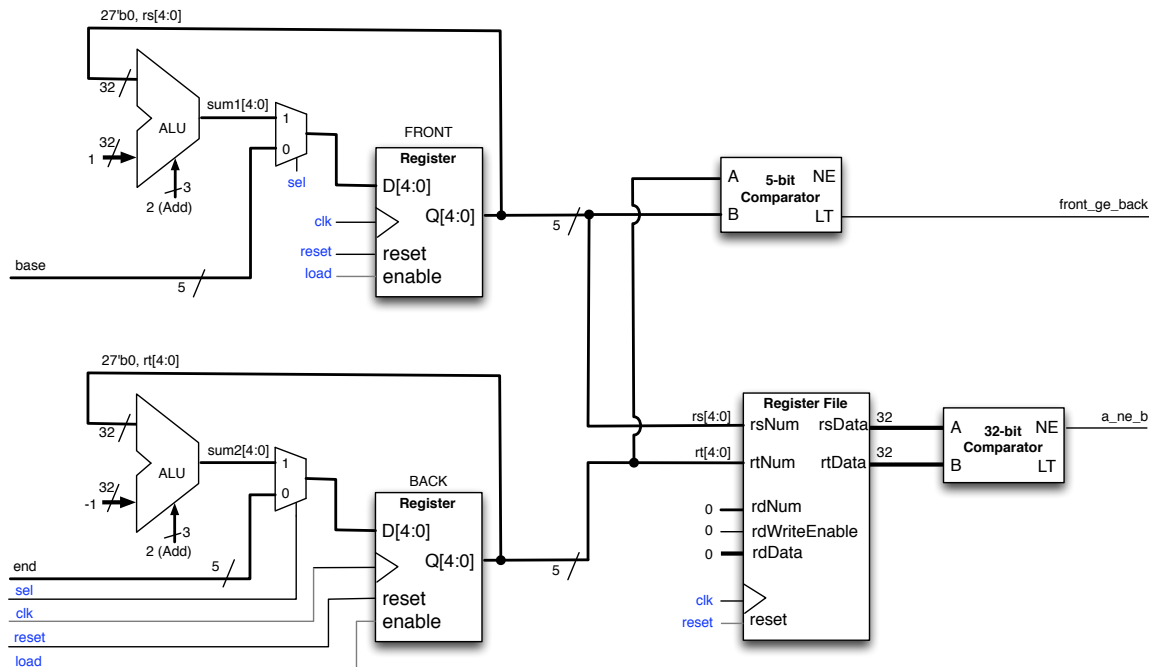 27'b0, rs[4:0]
32
sum1[4:0]
ALU
1
32
3
2 (Add)
1
0
sel
FRONT
Register
D[4:0]
Q[4:0]
clk
reset
reset
load
enable
base
5
5
A
NE
5-bit
Comparator
B
LT
front_ge_back
27'b0, rt[4:0]
32
sum2[4:0]
ALU
-1
32
3
2 (Add)
1
0
BACK
Register
D[4:0]
Q[4:0]
reset
enable
end
5
sel
clk
reset
load
5
Register File
rs[4:0]
rsNum
rsData
32
rt[4:0]
rtNum
rtData
32
0
rdNum
0
rdWriteEnable
0
rdData
clk
reset
reset
A
NE
32-bit
Comparator
B
LT
a_ne_b